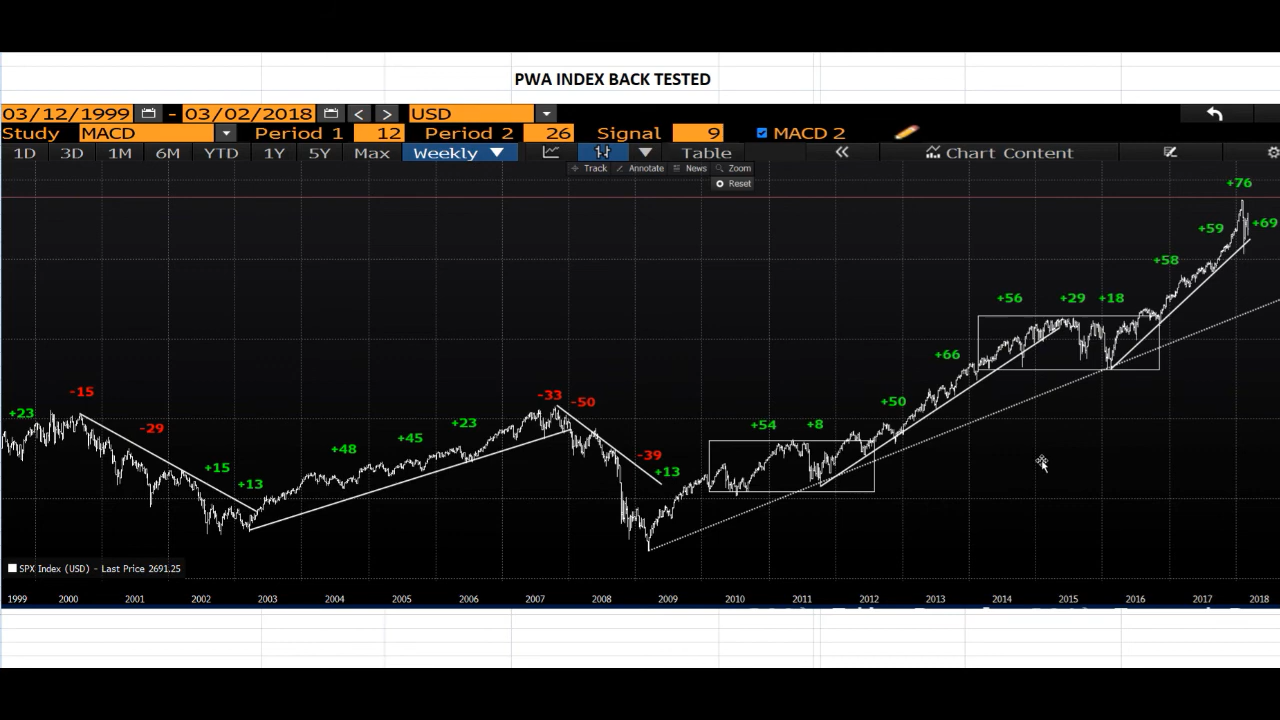 PWA INDEX BACK TESTED
03/12/1999 - 03/02/2018 < > USD
Study MACD Period 1 12 Period 2 26 Signal 9 MACD 2
1D 3D 1M 6M YTD 1Y 5Y Max Weekly Table « Chart Content
Track Annotate News Zoom
Reset
+76
+69
+59
+58
+56 +29 +18
+66
-15
-33 -50
+50
+23
-29
+54 +8
+48 +45 +23
-39
+15
+13
+13
SPX Index (USD) - Last Price 2691.25
1999 2000 2001 2002 2003 2004 2005 2006 2007 2008 2009 2010 2011 2012 2013 2014 2015 2016 2017 2018